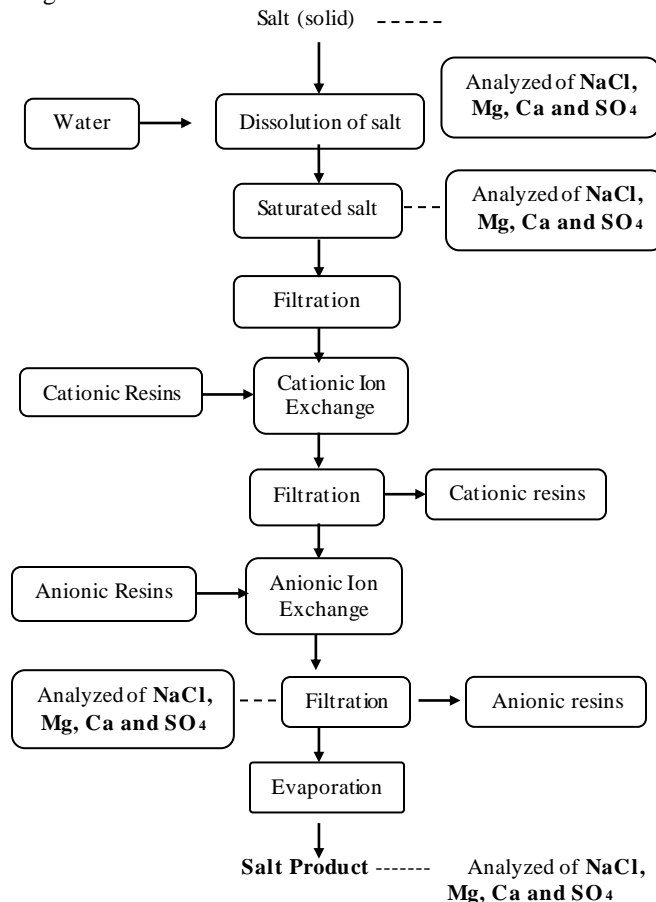 Salt (solid)
Analyzed of NaCl,
Mg, Ca and SO4
Water
Dissolution of salt
Saturated salt
Analyzed of NaCl,
Mg, Ca and SO4
Filtration
Cationic Resins
Cationic Ion
Exchange
Filtration
Cationic resins
Anionic Resins
Anionic Ion
Exchange
Analyzed of NaCl,
Mg, Ca and SO4
Filtration
Anionic resins
Evaporation
Salt Product
Analyzed of NaCl,
Mg, Ca and SO4